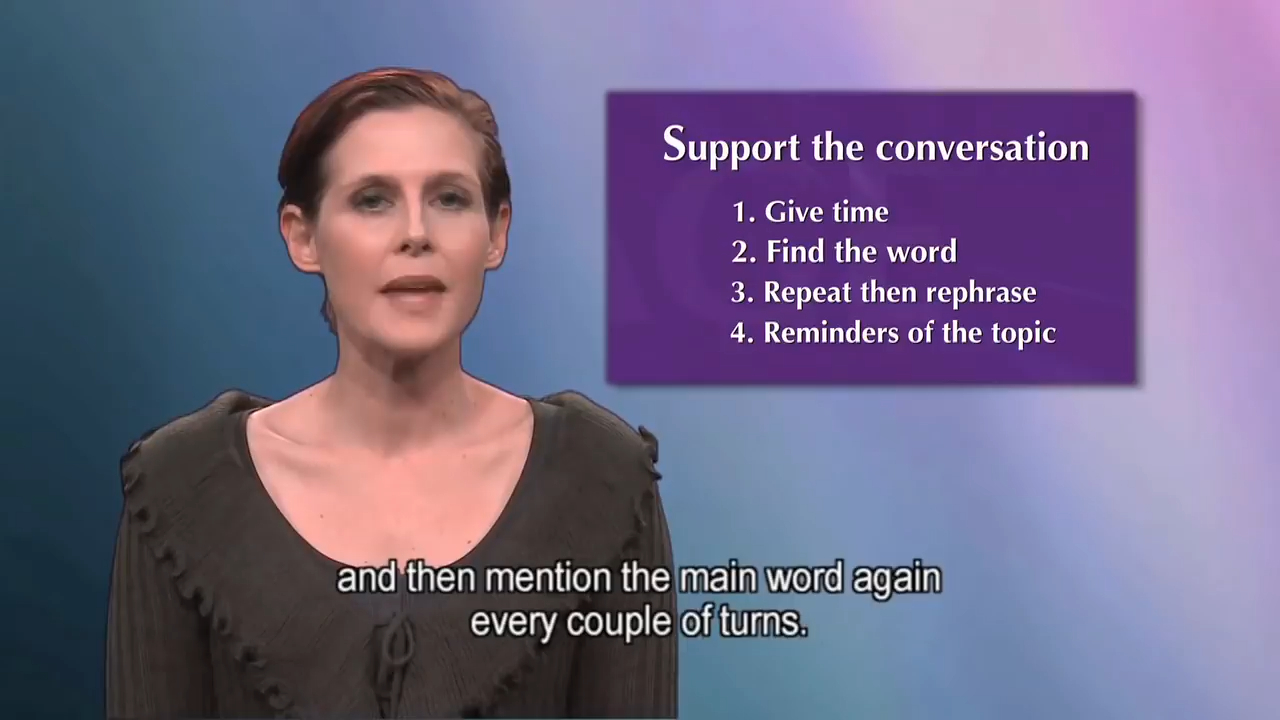 Support the conversation
1. Give time
2. Find the word
3. Repeat then rephrase
4. Reminders of the topic
and then mention the main word again
every couple of turns.